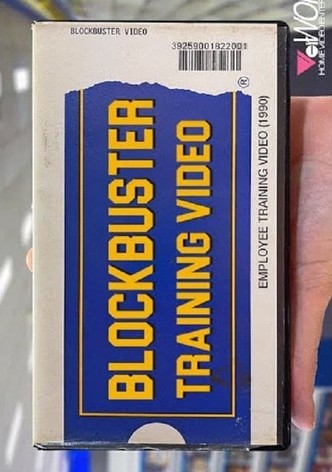 BLOCKBUSTER VIDEO
39259001822001
®
BLOCKBUSTER
TRAINING VIDEO
EMPLOYEE TRAINING VIDEO (1990)